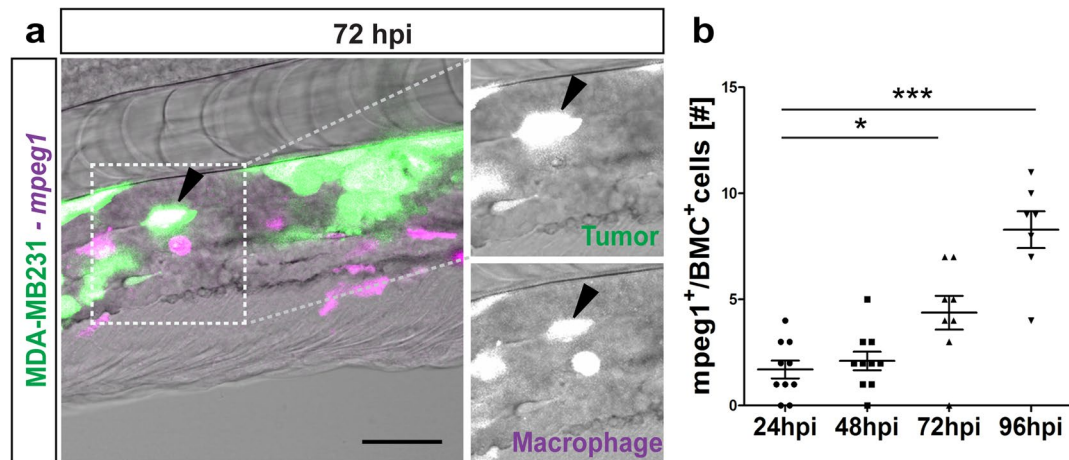 a
72 hpi
MDA-MB231 - mpeg1
Tumor
Macrophage
b
mpeg1⁺/BMC⁺cells [#]
15
10
5
0
***
*
24hpi 48hpi 72hpi 96hpi